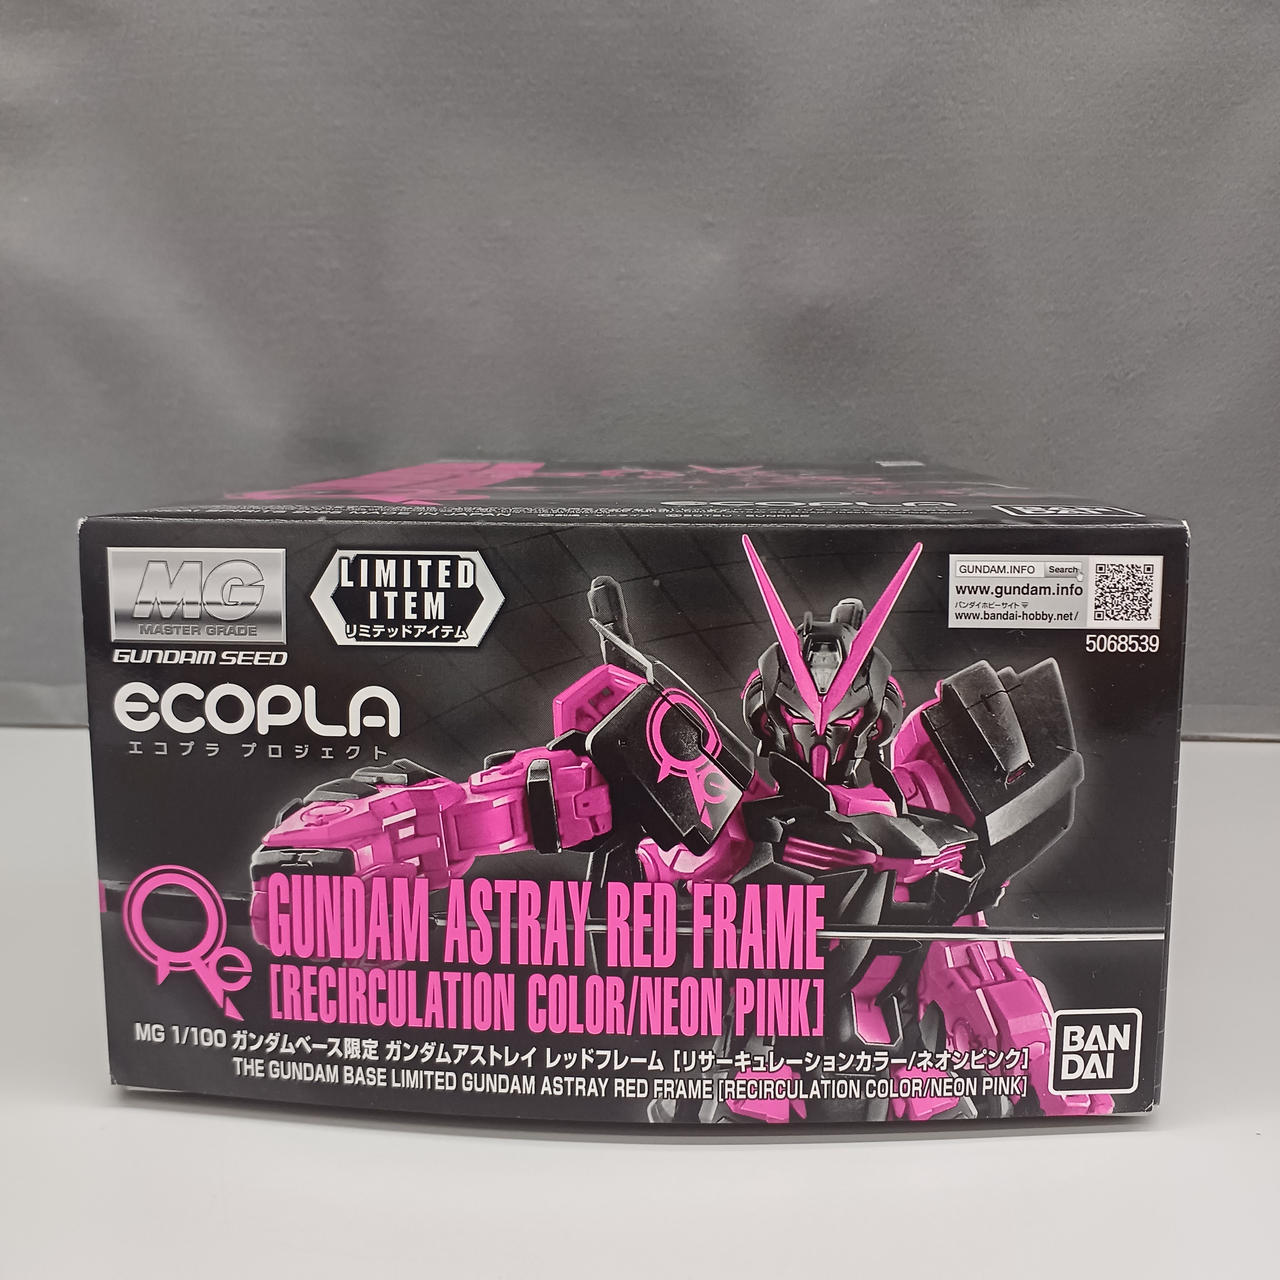 ECOPLA
MG
MASTER GRADE
GUNDAM SEED
LIMITED
ITEM
リミテッドアイテム
GUNDAM.INFO Search
www.gundam.info
バンダイホビーサイト
www.bandai-hobby.net/
5068539
ECOPLA
エコプラ プロジェクト
Re
GUNDAM ASTRAY RED FRAME
[RECIRCULATION COLOR/NEON PINK]
MG 1/100 ガンダムベース限定 ガンダムアストレイ レッドフレーム [リサーキュレーションカラー/ネオンピンク]
THE GUNDAM BASE LIMITED GUNDAM ASTRAY RED FRAME [RECIRCULATION COLOR/NEON PINK]
BAN
DAI